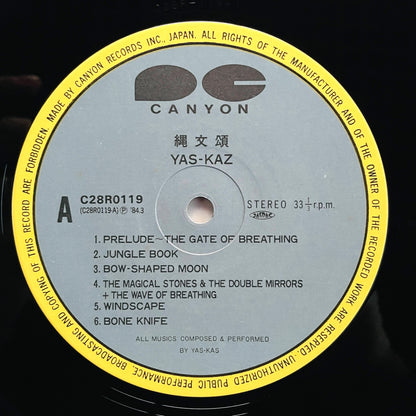 MADE BY CANYON RECORDS INC., JAPAN. ALL RIGHTS OF THE MANUFACTURER AND OF THE OWNER OF THE RECORDED WORK ARE RESERVED. UNAUTHORIZED PUBLIC PERFORMANCE, BROADCASTING AND COPYING OF THIS RECORD ARE FORBIDDEN.
CANYON
縄文頌
YAS-KAZ
A
C28R0119
(C28R0119-A) Ⓟ '84.3
STEREO 33⅓r.p.m.
1. PRELUDE~THE GATE OF BREATHING
2. JUNGLE BOOK
3. BOW-SHAPED MOON
4. THE MAGICAL STONES & THE DOUBLE MIRRORS
+ THE WAVE OF BREATHING
5. WINDSCAPE
6. BONE KNIFE
ALL MUSICS COMPOSED & PERFORMED
BY YAS-KAS